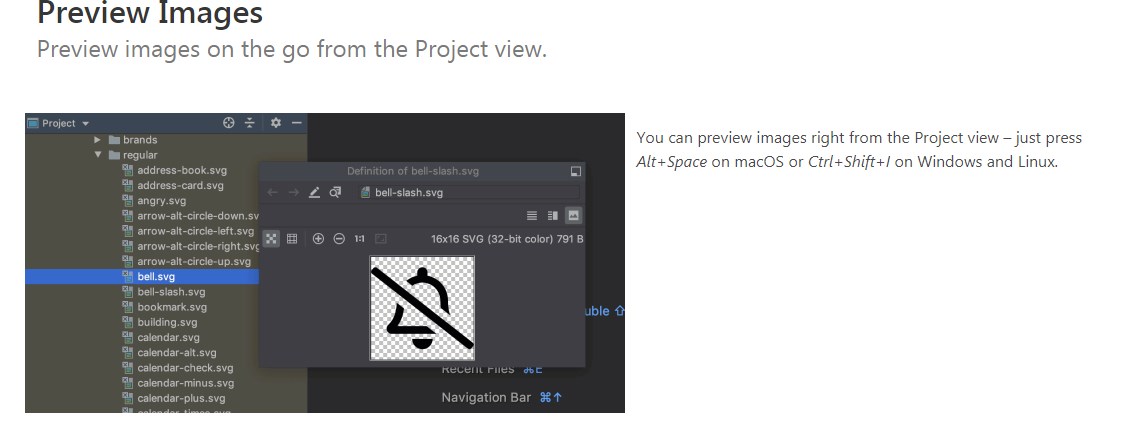 Preview Images
Preview images on the go from the Project view.
Project
brands
regular
address-book.svg
address-card.svg
angry.svg
arrow-alt-circle-down.sv
arrow-alt-circle-left.svg
arrow-alt-circle-right.svg
arrow-alt-circle-up.svg
bell.svg
bell-slash.svg
bookmark.svg
building.svg
calendar.svg
calendar-alt.svg
calendar-check.svg
calendar-minus.svg
calendar-plus.svg
calendar-times.svg
Definition of bell-slash.svg
bell-slash.svg
1:1 16x16 SVG (32-bit color) 791 B
uble ⇧
Recent Files ⌘E
Navigation Bar ⌘↑
You can preview images right from the Project view – just press
Alt+Space on macOS or Ctrl+Shift+I on Windows and Linux.